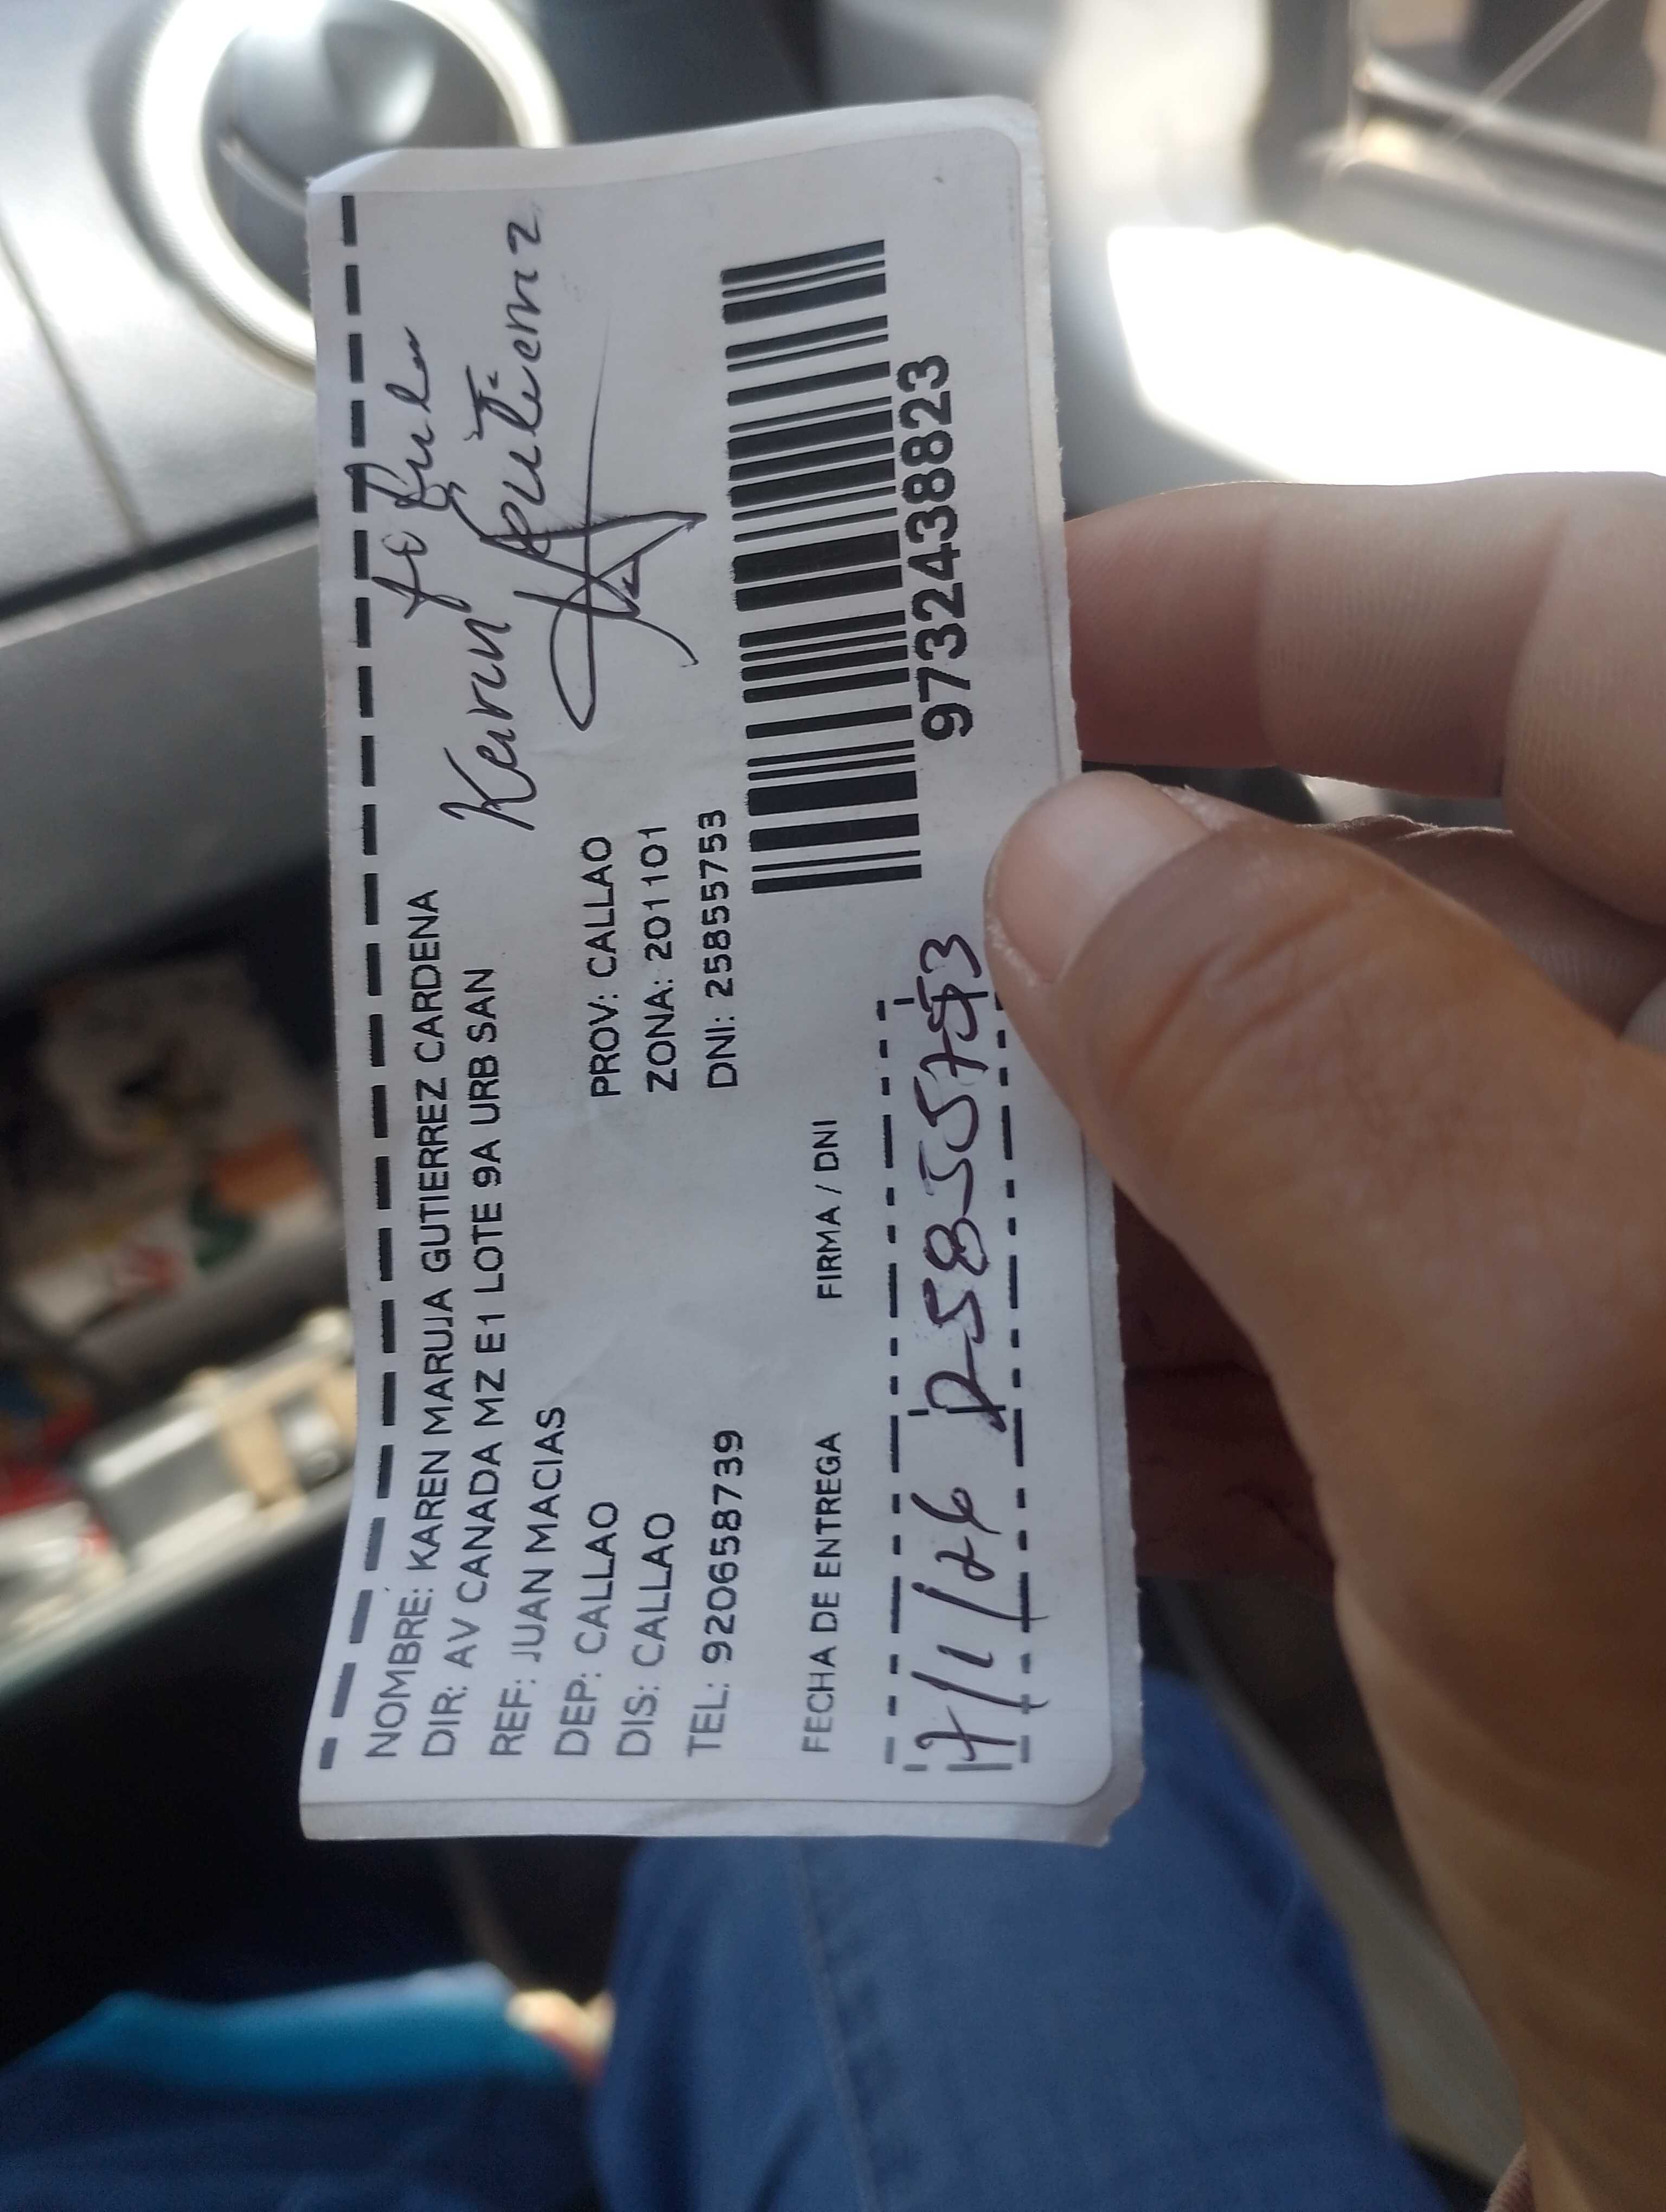 NOMBRE: KAREN MARUJA GUTIERREZ CARDENA
DIR: AV CANADA MZ E1 LOTE 9A URB SAN
REF: JUAN MACIAS
DEP: CALLAO PROV: CALLAO
DIS: CALLAO ZONA: 201101
TEL: 920658739 DNI: 25855753
Karen Gutierrez
9732438823
FECHA DE ENTREGA FIRMA / DNI
7/1/26 25855753